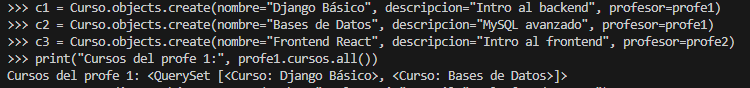 >>> c1 = Curso.objects.create(nombre="Django Básico", descripcion="Intro al backend", profesor=profe1)
>>> c2 = Curso.objects.create(nombre="Bases de Datos", descripcion="MySQL avanzado", profesor=profe1)
>>> c3 = Curso.objects.create(nombre="Frontend React", descripcion="Intro al frontend", profesor=profe2)
>>> print("Cursos del profe 1:", profe1.cursos.all())
Cursos del profe 1: <QuerySet [<Curso: Django Básico>, <Curso: Bases de Datos>]>